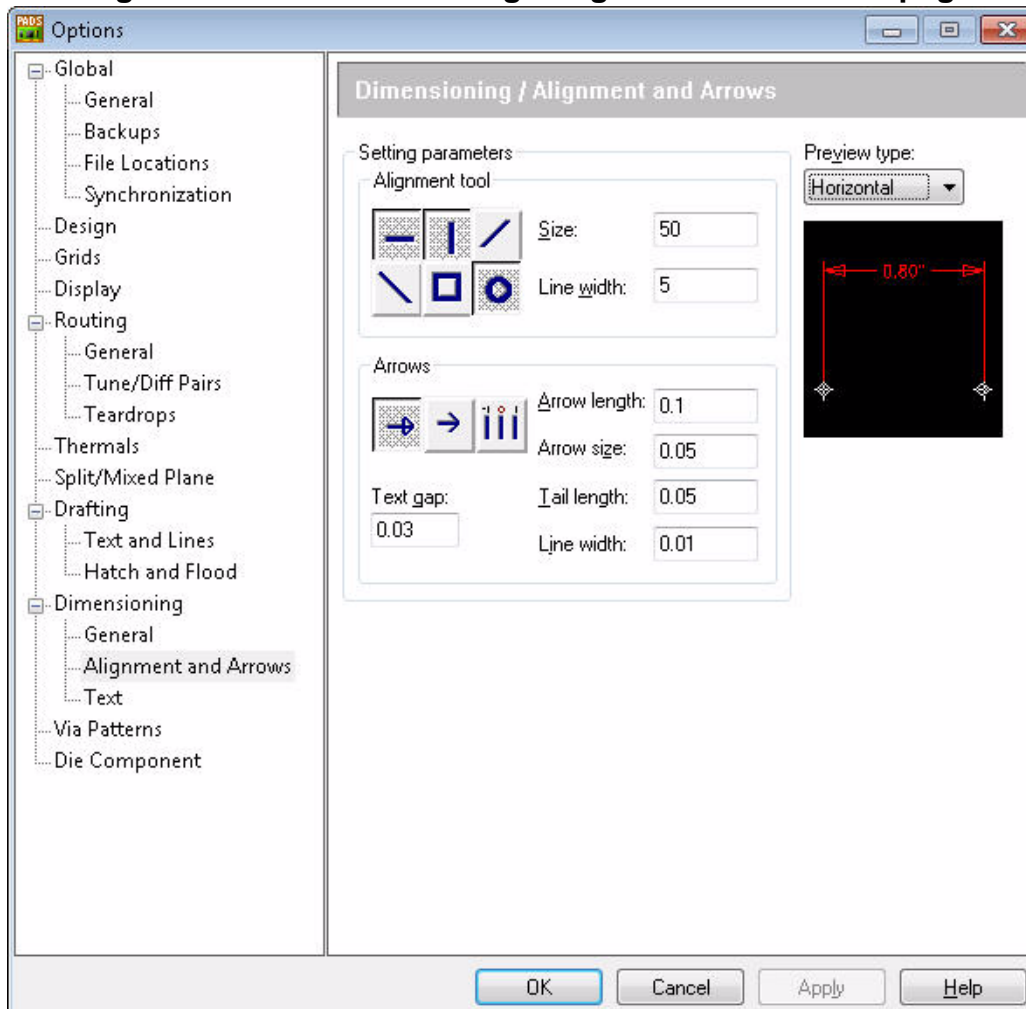 PADS
Options
Global
General
Backups
File Locations
Synchronization
Design
Grids
Display
Routing
General
Tune/Diff Pairs
Teardrops
Thermals
Split/Mixed Plane
Drafting
Text and Lines
Hatch and Flood
Dimensioning
General
Alignment and Arrows
Text
Via Patterns
Die Component
Dimensioning / Alignment and Arrows
Setting parameters
Alignment tool
Size: 50
Line width: 5
Arrows
Arrow length: 0.1
Arrow size: 0.05
Text gap:
0.03
Tail length: 0.05
Line width: 0.01
Preview type:
Horizontal
0.80"
OK Cancel Apply Help